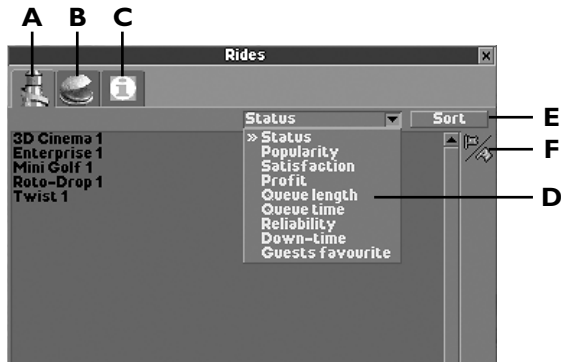 A B C
Rides
Status Sort E
3D Cinema 1
Enterprise 1
Mini Golf 1
Roto-Drop 1
Twist 1
» Status
Popularity
Satisfaction
Profit
Queue length
Queue time
Reliability
Down-time
Guests favourite
F
D